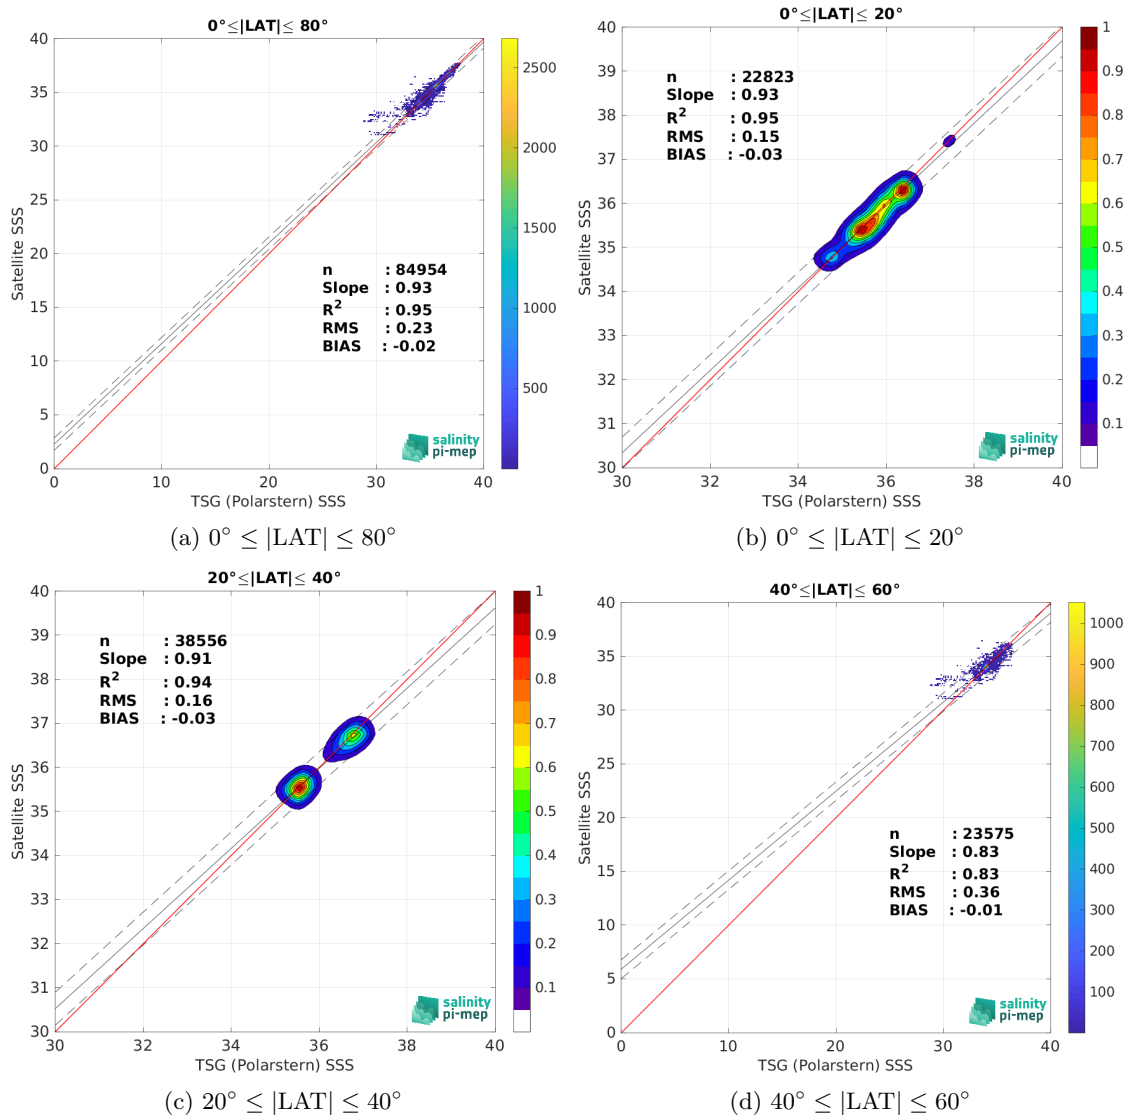 0°≤|LAT|≤ 80°
40
35
30
25
20
15
10
5
0
Satellite SSS
n : 84954
Slope : 0.93
R² : 0.95
RMS : 0.23
BIAS : -0.02
salinity
pi-mep
0 10 20 30 40
TSG (Polarstern) SSS
2500
2000
1500
1000
500
(a) 0° ≤ |LAT| ≤ 80°
0°≤|LAT|≤ 20°
40
39
38
37
36
35
34
33
32
31
30
Satellite SSS
n : 22823
Slope : 0.93
R² : 0.95
RMS : 0.15
BIAS : -0.03
salinity
pi-mep
30 32 34 36 38 40
TSG (Polarstern) SSS
1
0.9
0.8
0.7
0.6
0.5
0.4
0.3
0.2
0.1
(b) 0° ≤ |LAT| ≤ 20°
20°≤|LAT|≤ 40°
40
39
38
37
36
35
34
33
32
31
30
Satellite SSS
n : 38556
Slope : 0.91
R² : 0.94
RMS : 0.16
BIAS : -0.03
salinity
pi-mep
30 32 34 36 38 40
TSG (Polarstern) SSS
1
0.9
0.8
0.7
0.6
0.5
0.4
0.3
0.2
0.1
(c) 20° ≤ |LAT| ≤ 40°
40°≤|LAT|≤ 60°
40
35
30
25
20
15
10
5
0
Satellite SSS
n : 23575
Slope : 0.83
R² : 0.83
RMS : 0.36
BIAS : -0.01
salinity
pi-mep
0 10 20 30 40
TSG (Polarstern) SSS
1000
900
800
700
600
500
400
300
200
100
(d) 40° ≤ |LAT| ≤ 60°